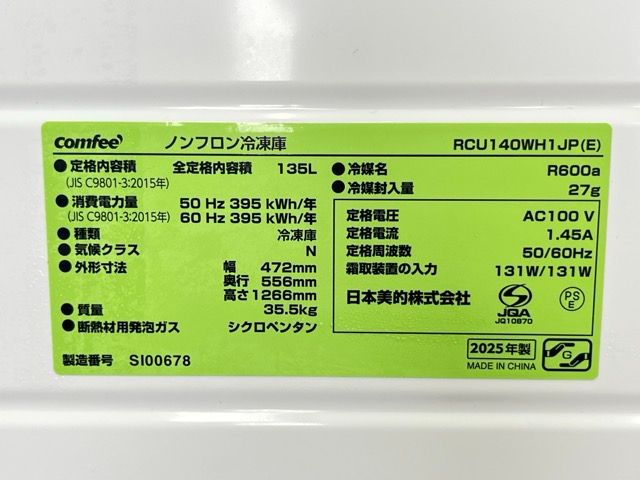 comfee' ノンフロン冷凍庫 RCU140WH1JP(E)
● 定格内容積 全定格内容積 135L
(JIS C9801-3:2015年)
● 消費電力量 50 Hz 395 kWh/年
(JIS C9801-3:2015年) 60 Hz 395 kWh/年
● 種類 冷凍庫
● 気候クラス N
● 外形寸法 幅 472mm
奥行 556mm
高さ 1266mm
● 質量 35.5kg
● 断熱材用発泡ガス シクロペンタン
製造番号 SI00678
● 冷媒名 R600a
● 冷媒封入量 27g
定格電圧 AC100 V
定格電流 1.45A
定格周波数 50/60Hz
霜取装置の入力 131W/131W
日本美的株式会社
JQA
JQ10870
PS
E
2025年製
MADE IN CHINA
G